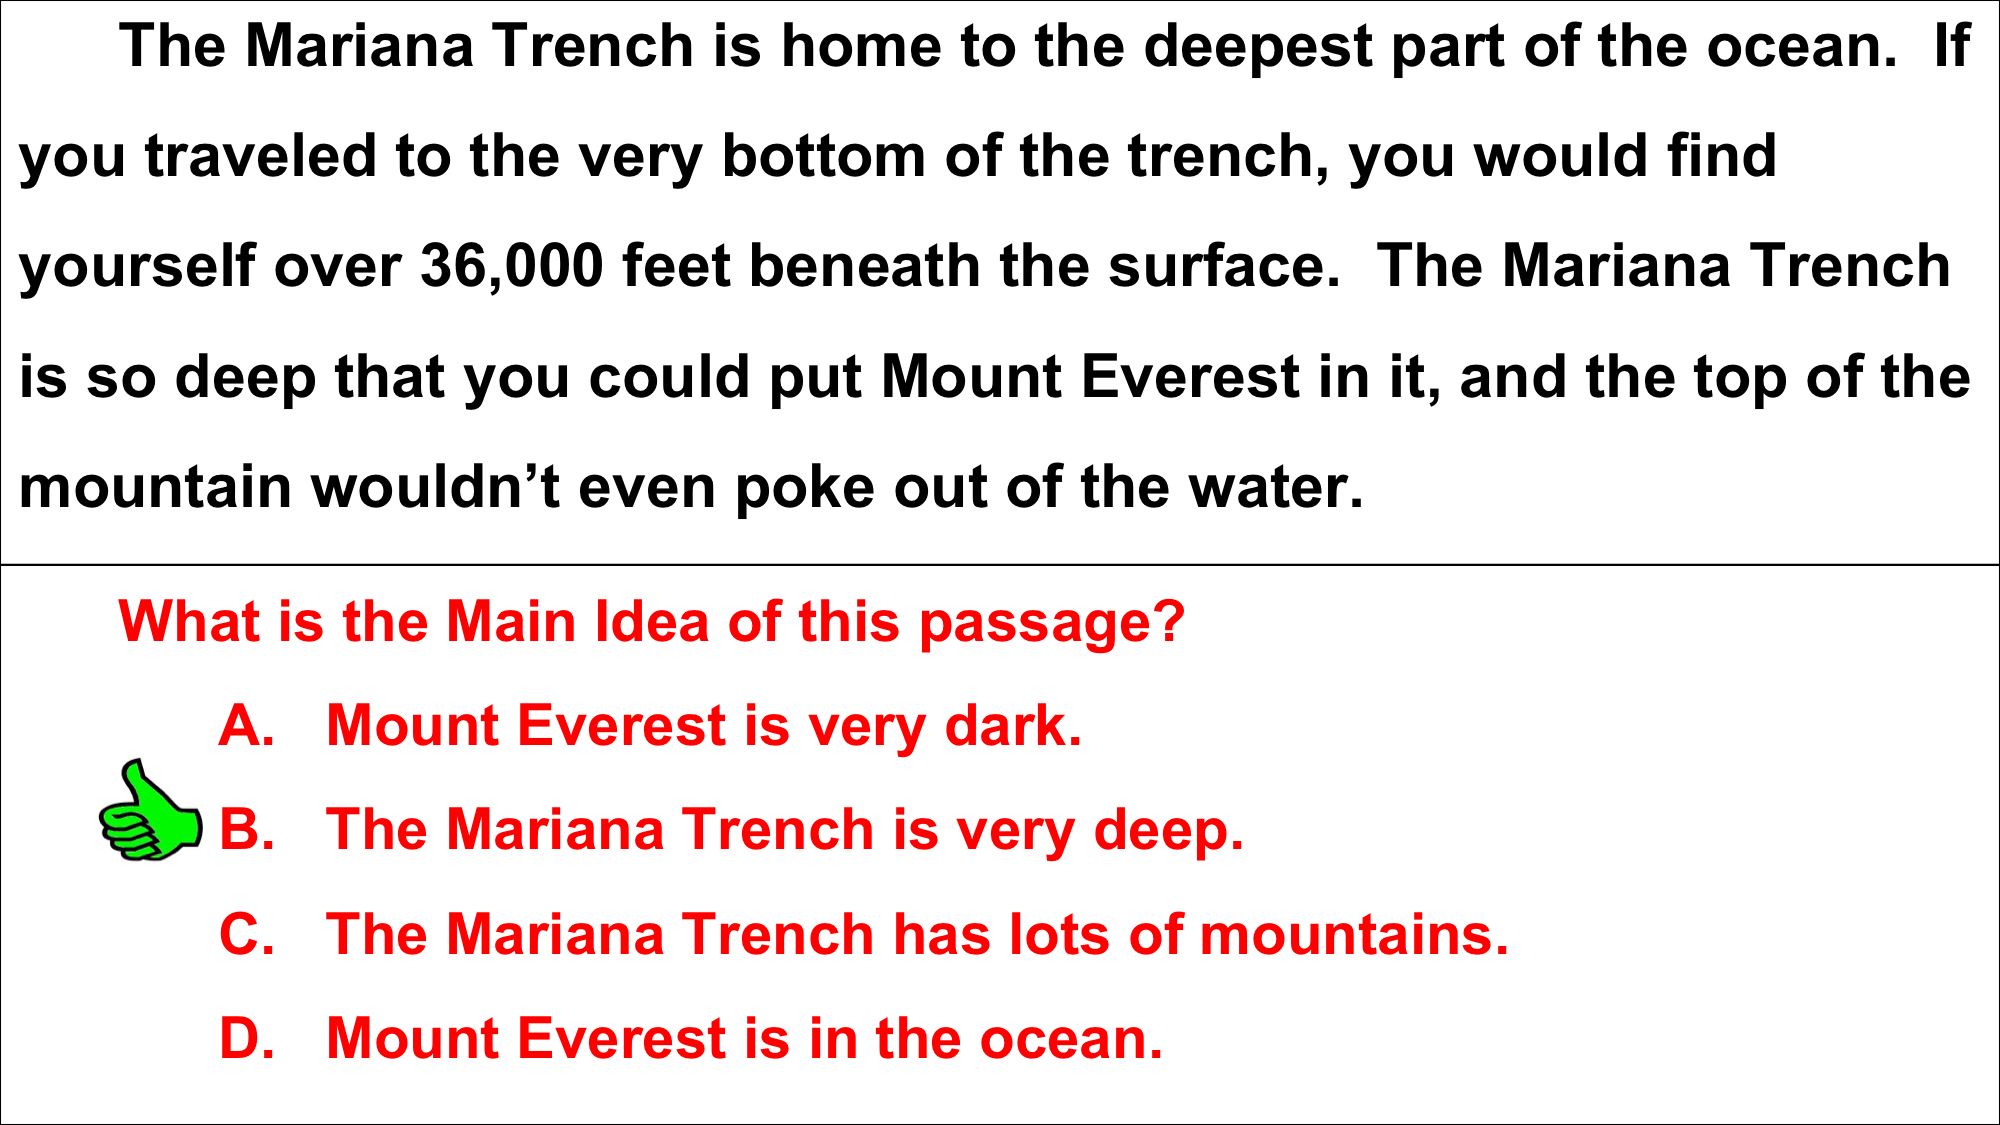 The Mariana Trench is home to the deepest part of the ocean.  If
you traveled to the very bottom of the trench, you would find
yourself over 36,000 feet beneath the surface.  The Mariana Trench
is so deep that you could put Mount Everest in it, and the top of the
mountain wouldn’t even poke out of the water.
What is the Main Idea of this passage?
A. Mount Everest is very dark.
B. The Mariana Trench is very deep.
C. The Mariana Trench has lots of mountains.
D. Mount Everest is in the ocean.